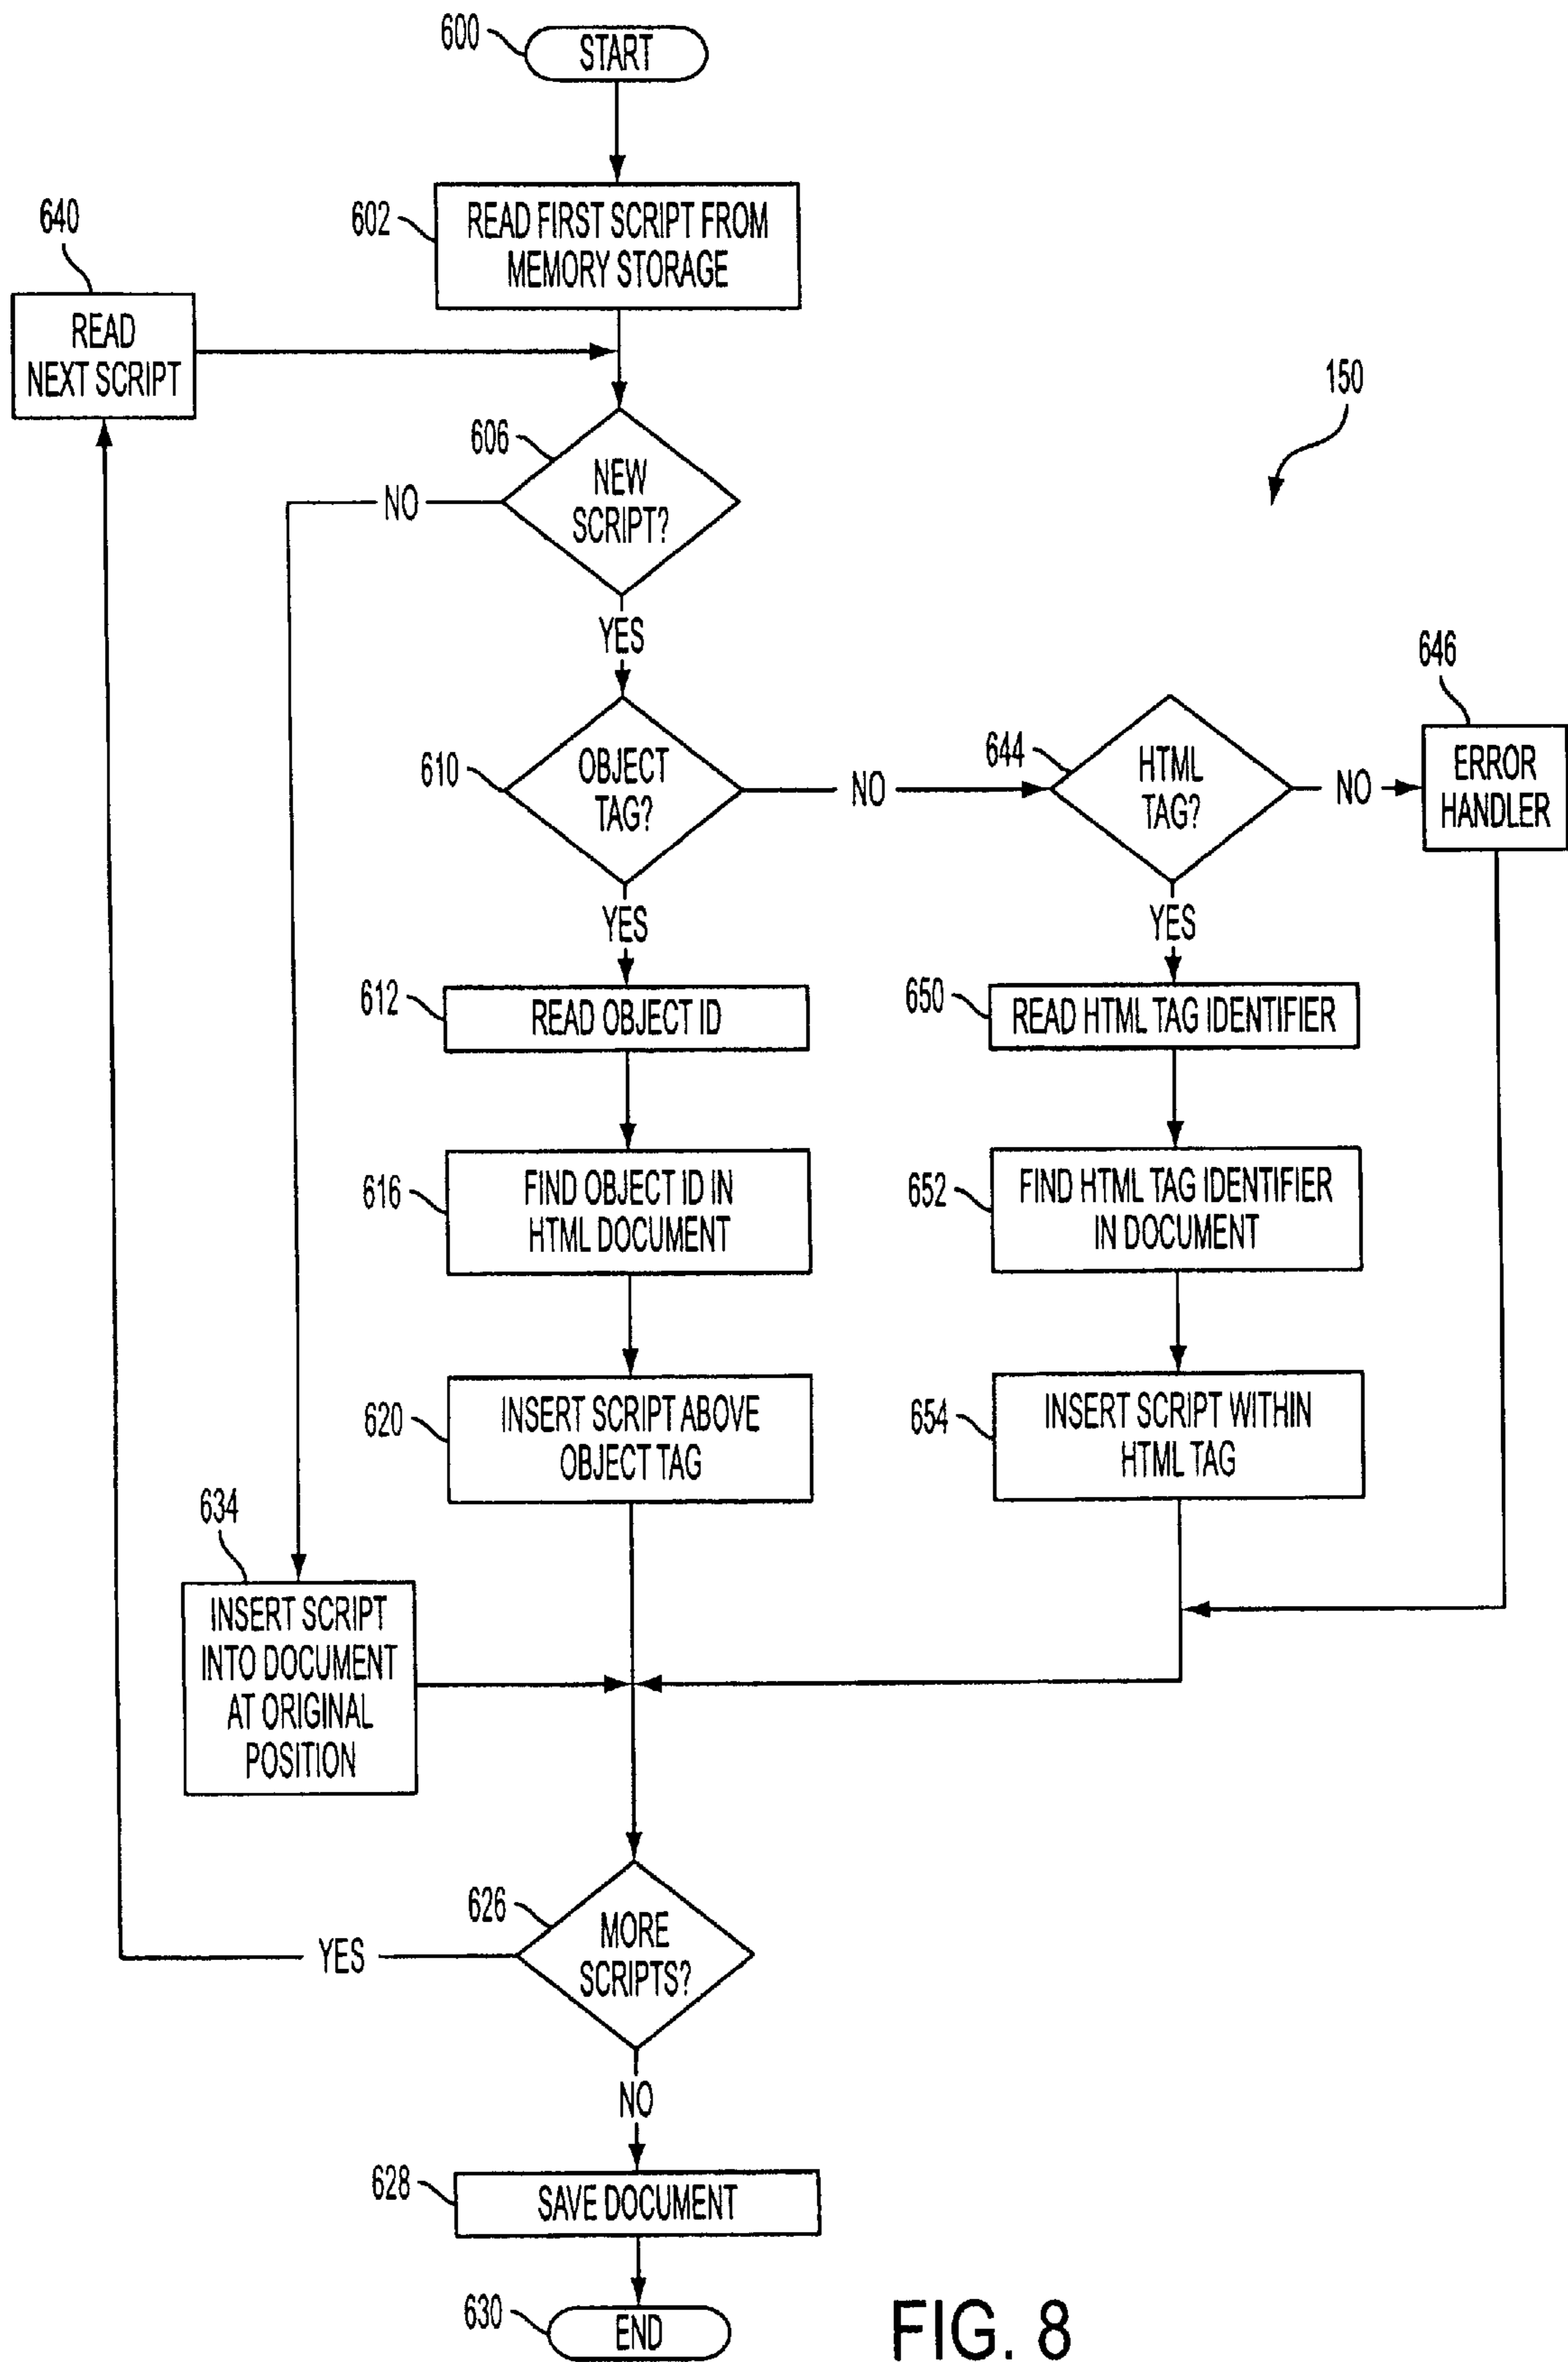 600
START
602
READ FIRST SCRIPT FROM
MEMORY STORAGE
640
READ
NEXT SCRIPT
150
606
NEW
SCRIPT?
NO
YES
646
610
OBJECT
TAG?
NO
644
HTML
TAG?
NO
ERROR
HANDLER
YES
YES
612
READ OBJECT ID
650
READ HTML TAG IDENTIFIER
616
FIND OBJECT ID IN
HTML DOCUMENT
652
FIND HTML TAG IDENTIFIER
IN DOCUMENT
620
INSERT SCRIPT ABOVE
OBJECT TAG
654
INSERT SCRIPT WITHIN
HTML TAG
634
INSERT SCRIPT
INTO DOCUMENT
AT ORIGINAL
POSITION
626
MORE
SCRIPTS?
YES
NO
628
SAVE DOCUMENT
630
END
FIG. 8